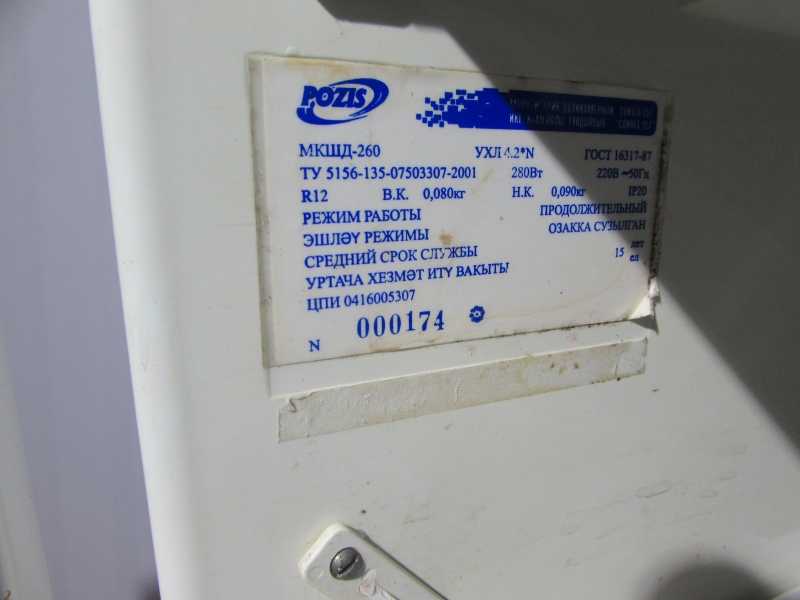 POZIS
МКШД-260 УХЛ 4.2*N ГОСТ 16317-87
ТУ 5156-135-07503307-2001 280Вт 220В ~50Гц
R12 В.К. 0,080кг Н.К. 0,090кг IP20
РЕЖИМ РАБОТЫ ПРОДОЛЖИТЕЛЬНЫЙ
ЭШЛӘҮ РЕЖИМЫ ОЗАККА СУЗЫЛГАН
СРЕДНИЙ СРОК СЛУЖБЫ 15 лет
УРТАЧА ХЕЗМӘТ ИТҮ ВАКЫТЫ ел
ЦПИ 0416005307
N 000174